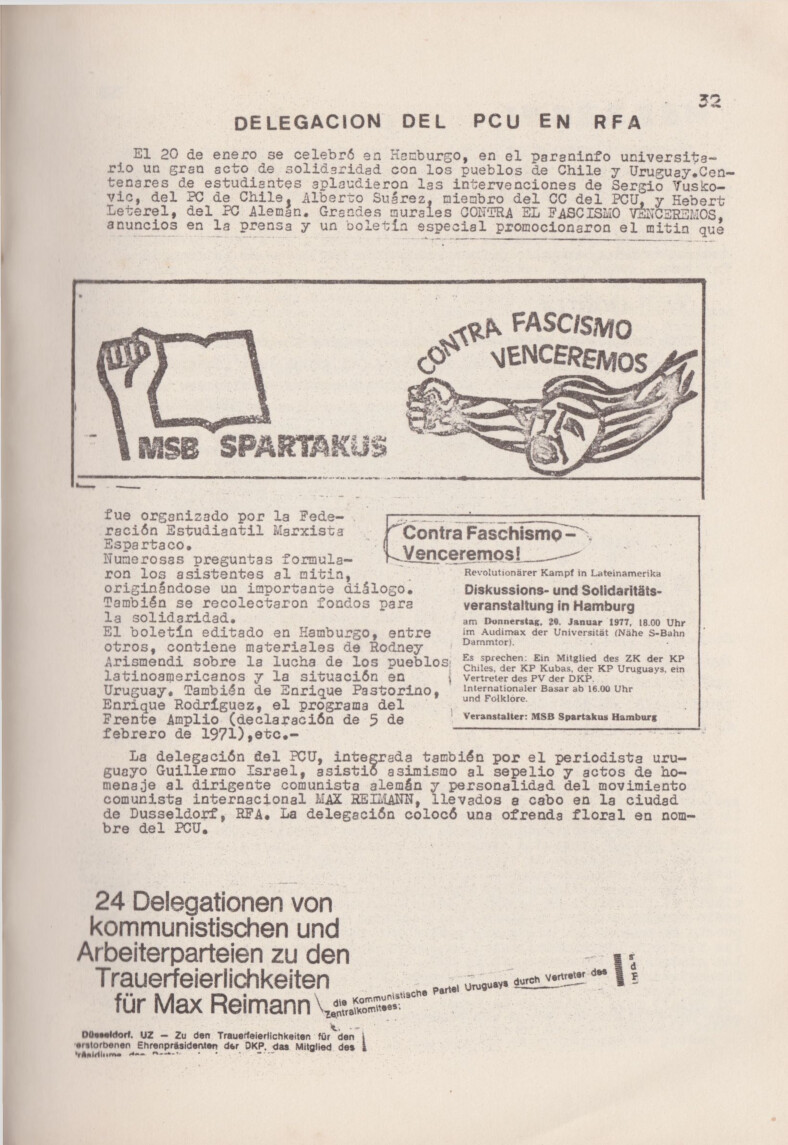 32
DELEGACION DEL PCU EN RFA
El 20 de enero se celebró en Hamburgo, en el paraninfo universita-
rio un gran acto de solidaridad con los pueblos de Chile y Uruguay.Cen-
tenares de estudiantes aplaudieron las intervenciones de Sergio Vusko-
vic, del PC de Chile, Alberto Suárez, miembro del CC del PCU, y Hebert
Leterel, del PC Alemán. Grandes murales CONTRA EL FASCISMO VENCEREMOS,
anuncios en la prensa y un boletín especial promocionaron el mitin que
CONTRA FASCISMO
VENCEREMOS
MSB SPARTAKUS
fue organizado por la Fede-
ración Estudiantil Marxista
Espartaco.
Numerosas preguntas formula-
ron los asistentes al mitin,
originándose un importante diálogo.
También se recolectaron fondos para
la solidaridad.
El boletín editado en Hamburgo, entre
otros, contiene materiales de Rodney
Arismendi sobre la lucha de los pueblos
latinoamericanos y la situación en
Uruguay. También de Enrique Pastorino,
Enrique Rodríguez, el programa del
Frente Amplio (declaración de 5 de
febrero de 1971),etc.-
Contra Faschismo-
Venceremos!
Revolutionärer Kampf in Lateinamerika
Diskussions- und Solidaritäts-
veranstaltung in Hamburg
am Donnerstag, 20. Januar 1977, 18.00 Uhr
im Audimax der Universität (Nähe S-Bahn
Dammtor).
Es sprechen: Ein Mitglied des ZK der KP
Chiles, der KP Kubas, der KP Uruguays, ein
Vertreter des PV der DKP.
Internationaler Basar ab 16.00 Uhr
und Folklore.
Veranstalter: MSB Spartakus Hamburg
La delegación del PCU, integrada también por el periodista uru-
guayo Guillermo Israel, asistió asimismo al sepelio y actos de ho-
menaje al dirigente comunista alemán y personalidad del movimiento
comunista internacional MAX REIMANN, llevados a cabo en la ciudad
de Dusseldorf, RFA. La delegación colocó una ofrenda floral en nom-
bre del PCU.
24 Delegationen von
kommunistischen und
Arbeiterparteien zu den
Trauerfeierlichkeiten
für Max Reimann
die Kommunistische Partei Uruguays durch Vertreter des
Zentralkomitees;
Düsseldorf, UZ — Zu den Trauerfeierlichkeiten für den
verstorbenen Ehrenpräsidenten der DKP, das Mitglied des